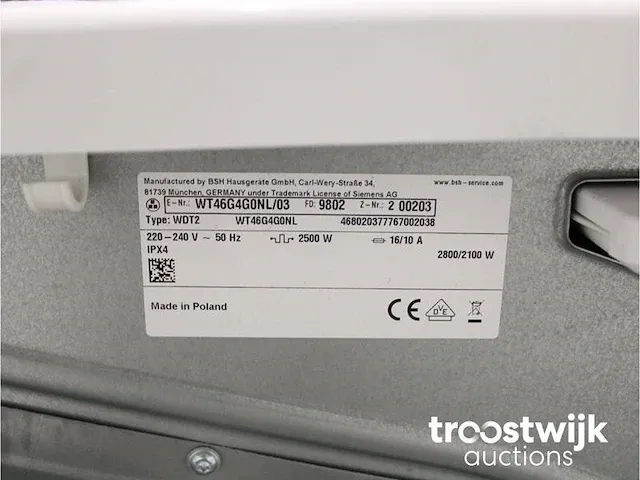 Manufactured by BSH Hausgeräte GmbH, Carl-Wery-Straße 34,
81739 München, GERMANY under Trademark License of Siemens AG
www.bsh-service.com
E-Nr.: WT46G4G0NL/03 FD: 9802 Z-Nr.: 2 00203
Type: WDT2 WT46G4G0NL 468020377767002038
220-240 V ~ 50 Hz 2500 W 16/10 A
IPX4 2800/2100 W
Made in Poland CE DVE
troostwijk
auctions